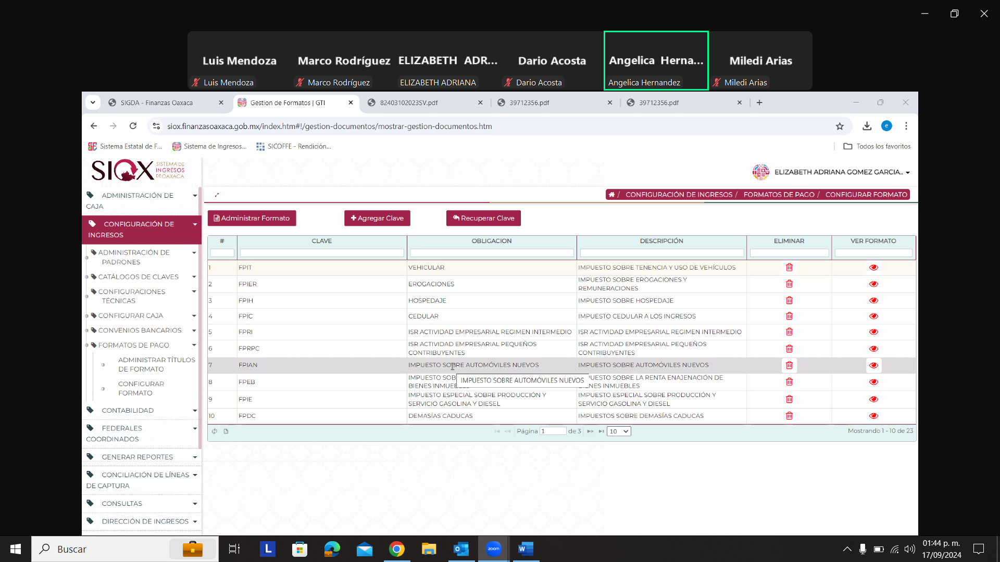 Luis Mendoza
Marco Rodríguez
ELIZABETH ADR...
Dario Acosta
Angelica Herna...
Miledi Arias
Luis Mendoza
Marco Rodríguez
ELIZABETH ADRIANA
Dario Acosta
Angelica Hernandez
Miledi Arias
SIGDA - Finanzas Oaxaca
Gestion de Formatos | GTI
82403102023SV.pdf
39712356.pdf
39712356.pdf
siox.finanzasoaxaca.gob.mx/index.htm#!/gestion-documentos/mostrar-gestion-documentos.htm
e
Sistema Estatal de F...
Sistema de Ingresos...
SICOFFE - Rendición...
Todos los favoritos
SIOX
SISTEMA DE
INGRESOS
DE OAXACA
ELIZABETH ADRIANA GOMEZ GARCIA..
ADMINISTRACIÓN DE
CAJA
CONFIGURACIÓN DE
INGRESOS
ADMINISTRACIÓN DE
PADRONES
CATÁLOGOS DE CLAVES
CONFIGURACIONES
TÉCNICAS
CONFIGURAR CAJA
CONVENIOS BANCARIOS
FORMATOS DE PAGO
ADMINISTRAR TÍTULOS
DE FORMATO
CONFIGURAR
FORMATO
CONTABILIDAD
FEDERALES
COORDINADOS
GENERAR REPORTES
CONCILIACIÓN DE LÍNEAS
DE CAPTURA
CONSULTAS
DIRECCIÓN DE INGRESOS
/ CONFIGURACIÓN DE INGRESOS / FORMATOS DE PAGO / CONFIGURAR FORMATO
Administrar Formato
Agregar Clave
Recuperar Clave
# CLAVE OBLIGACION DESCRIPCIÓN ELIMINAR VER FORMATO
1 FPIT VEHICULAR IMPUESTO SOBRE TENENCIA Y USO DE VEHÍCULOS
2 FPIER EROGACIONES IMPUESTO SOBRE EROGACIONES Y
REMUNERACIONES
3 FPIH HOSPEDAJE IMPUESTO SOBRE HOSPEDAJE
4 FPIC CEDULAR IMPUESTO CEDULAR A LOS INGRESOS
5 FPRI ISR ACTIVIDAD EMPRESARIAL REGIMEN INTERMEDIO ISR ACTIVIDAD EMPRESARIAL REGIMEN INTERMEDIO
6 FPRPC ISR ACTIVIDAD EMPRESARIAL PEQUEÑOS ISR ACTIVIDAD EMPRESARIAL PEQUEÑOS
CONTRIBUYENTES CONTRIBUYENTES
7 FPIAN IMPUESTO SOBRE AUTOMÓVILES NUEVOS IMPUESTO SOBRE AUTOMÓVILES NUEVOS
IMPUESTO SOBRE AUTOMÓVILES NUEVOS
8 FPEB IMPUESTO SOB PUESTO SOBRE LA RENTA ENAJENACIÓN DE
BIENES INMUEBLES BIENES INMUEBLES
9 FPIE IMPUESTO ESPECIAL SOBRE PRODUCCIÓN Y IMPUESTO ESPECIAL SOBRE PRODUCCIÓN Y
SERVICIO GASOLINA Y DIESEL SERVICIO GASOLINA Y DIESEL
10 FPDC DEMASÍAS CADUCAS IMPUESTOS SOBRE DEMASÍAS CADUCAS
Página 1 de 3 10 Mostrando 1 - 10 de 23
Buscar
L
zoom
W
01:44 p. m.
17/09/2024